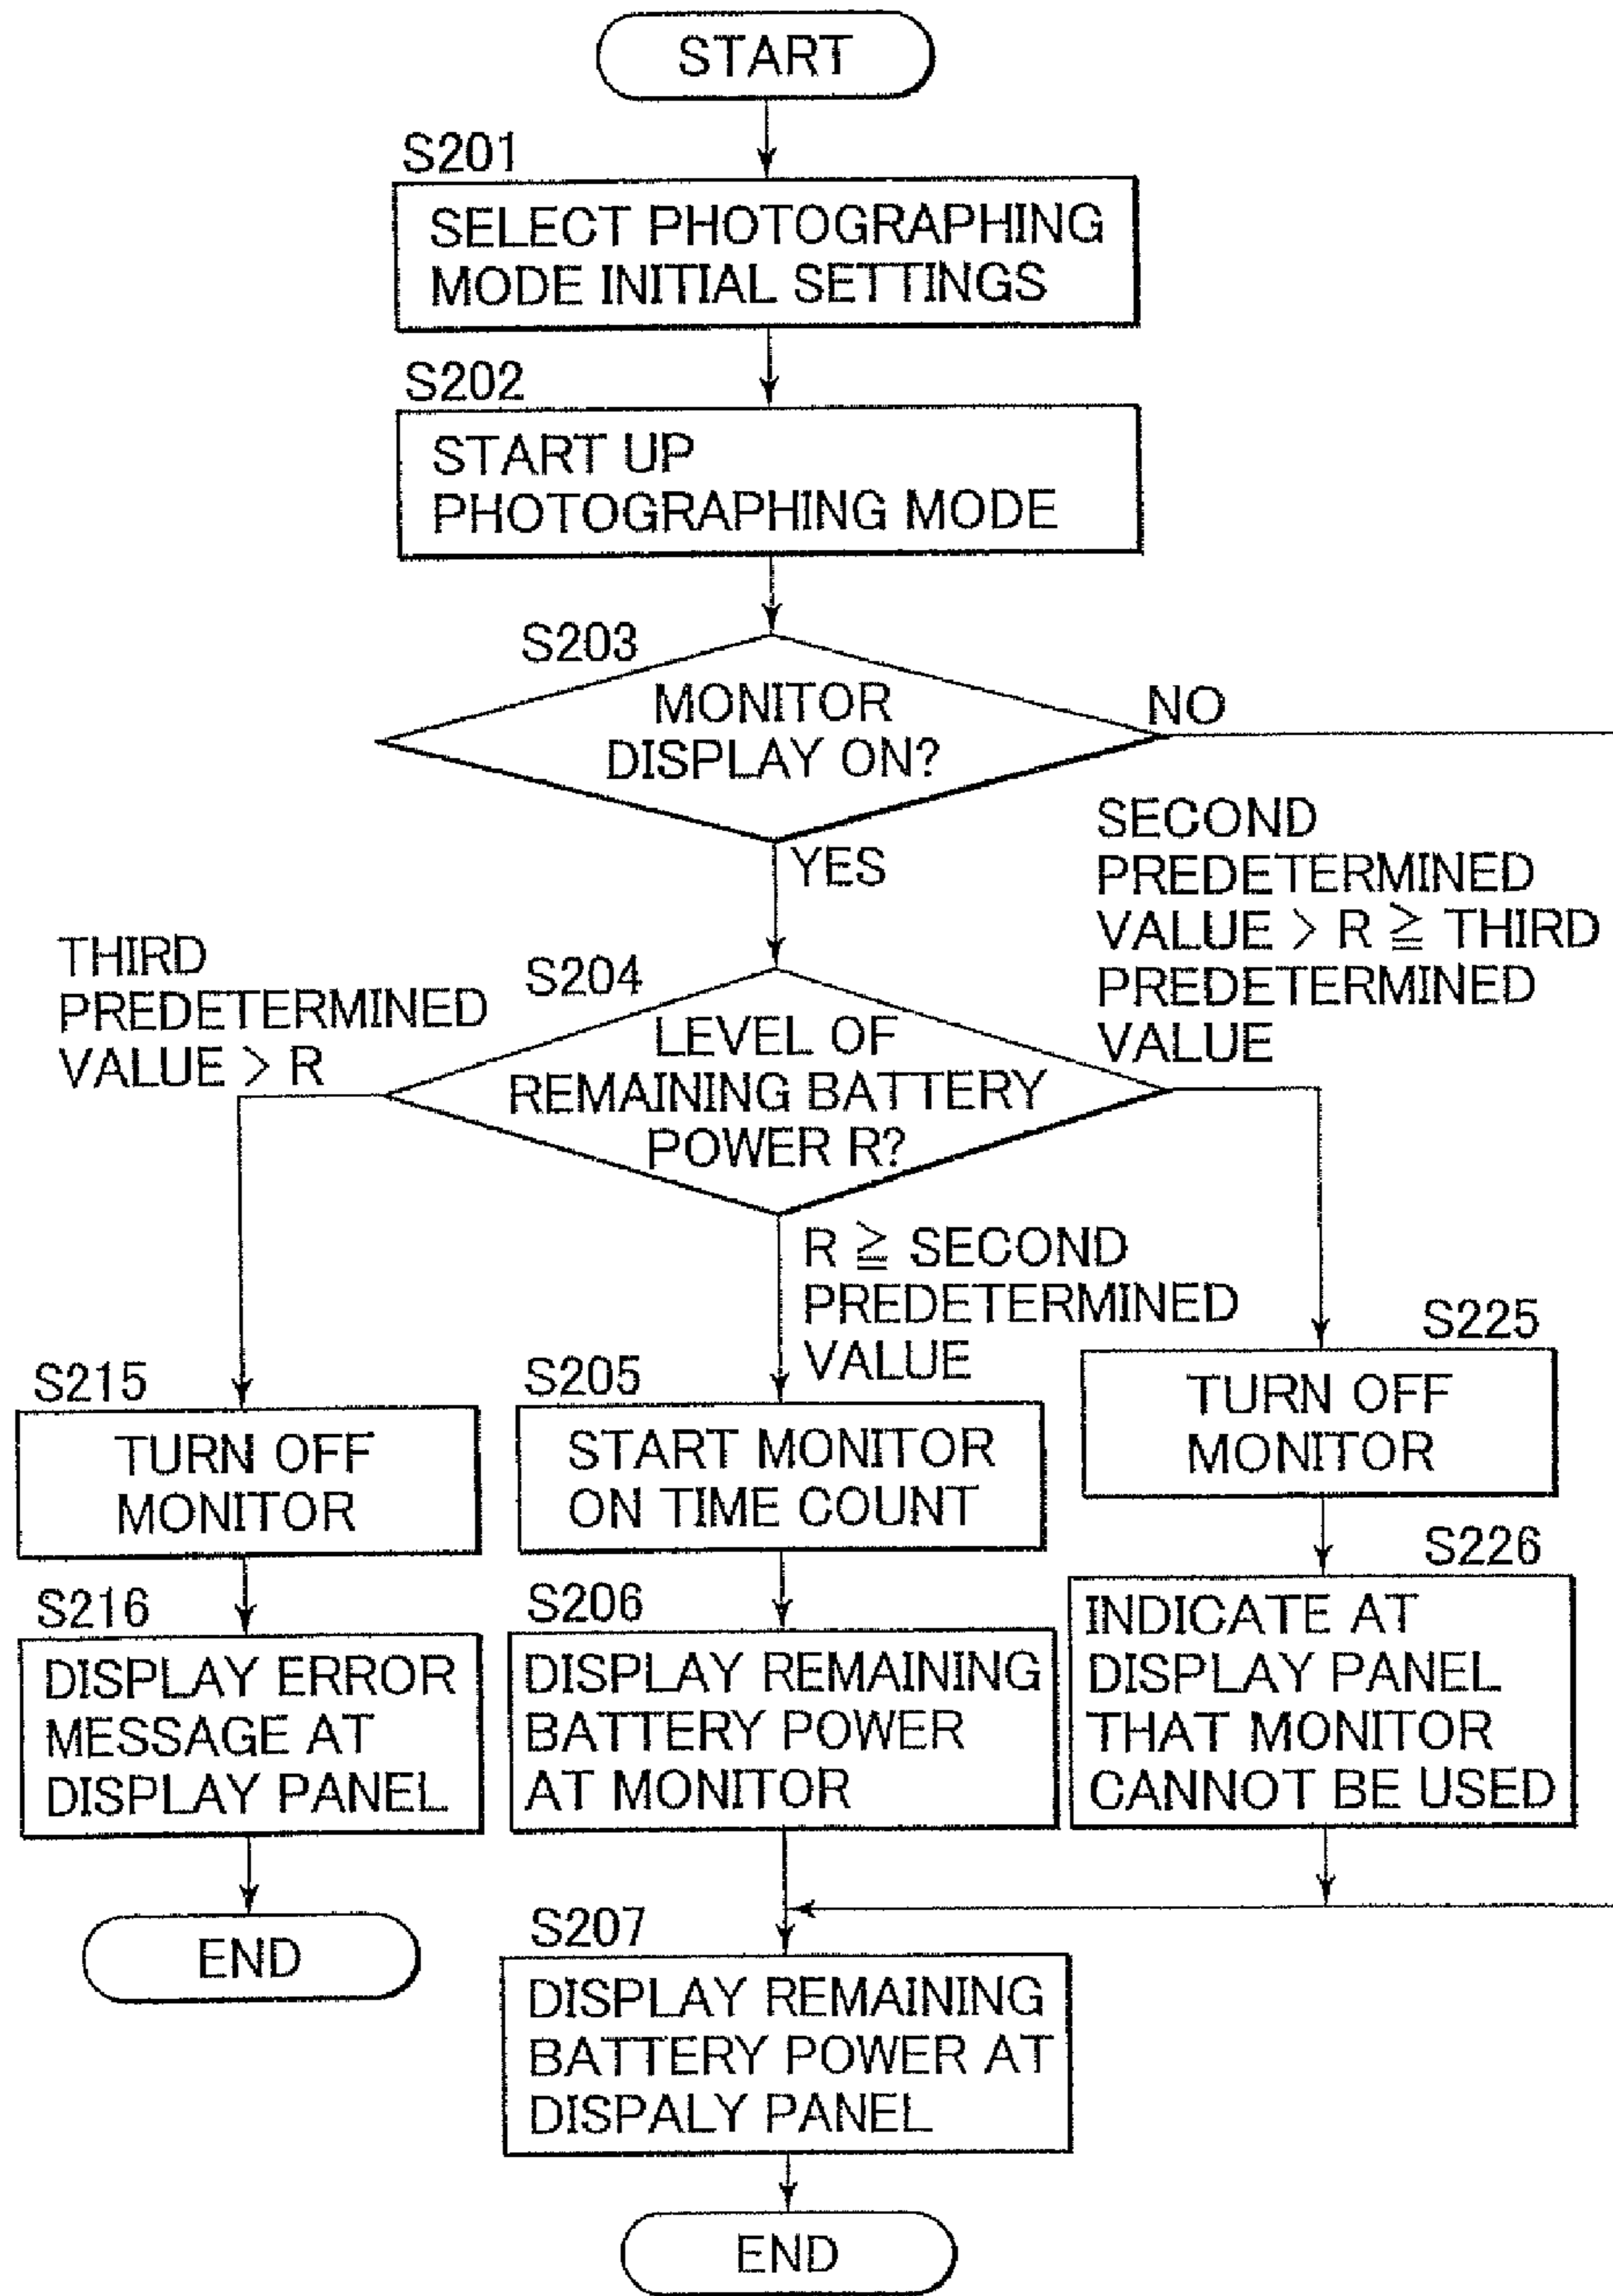 START
S201
SELECT PHOTOGRAPHING
MODE INITIAL SETTINGS
S202
START UP
PHOTOGRAPHING MODE
S203
MONITOR
DISPLAY ON?
NO
YES
SECOND
PREDETERMINED
VALUE > R ≧ THIRD
PREDETERMINED
VALUE
THIRD
PREDETERMINED
VALUE > R
S204
LEVEL OF
REMAINING BATTERY
POWER R?
R ≧ SECOND
PREDETERMINED
VALUE
S215
TURN OFF
MONITOR
S205
START MONITOR
ON TIME COUNT
S225
TURN OFF
MONITOR
S216
DISPLAY ERROR
MESSAGE AT
DISPLAY PANEL
S206
DISPLAY REMAINING
BATTERY POWER
AT MONITOR
S226
INDICATE AT
DISPLAY PANEL
THAT MONITOR
CANNOT BE USED
END
S207
DISPLAY REMAINING
BATTERY POWER AT
DISPALY PANEL
END